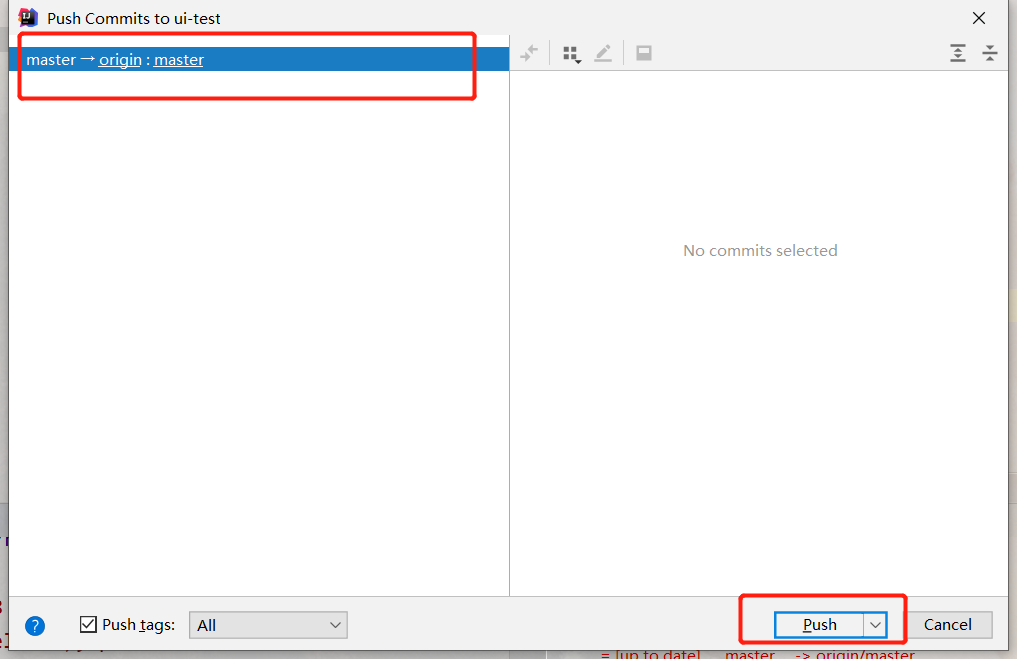 Push Commits to ui-test
master → origin : master
No commits selected
Push tags:
All
Push
Cancel
= [up to date] master -> origin/master